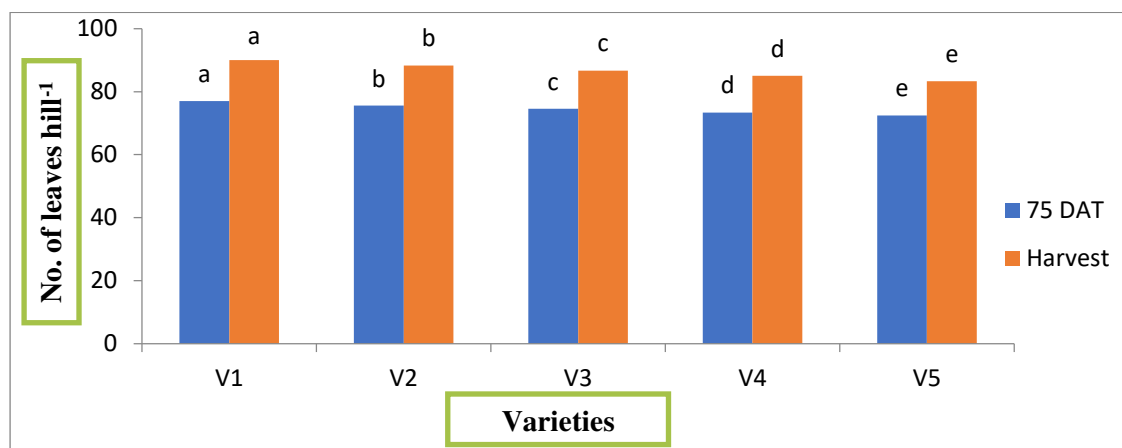 No. of leaves hill-1
100
80
60
40
20
0
a a b b c c d d e e
V1 V2 V3 V4 V5
Varieties
75 DAT
Harvest